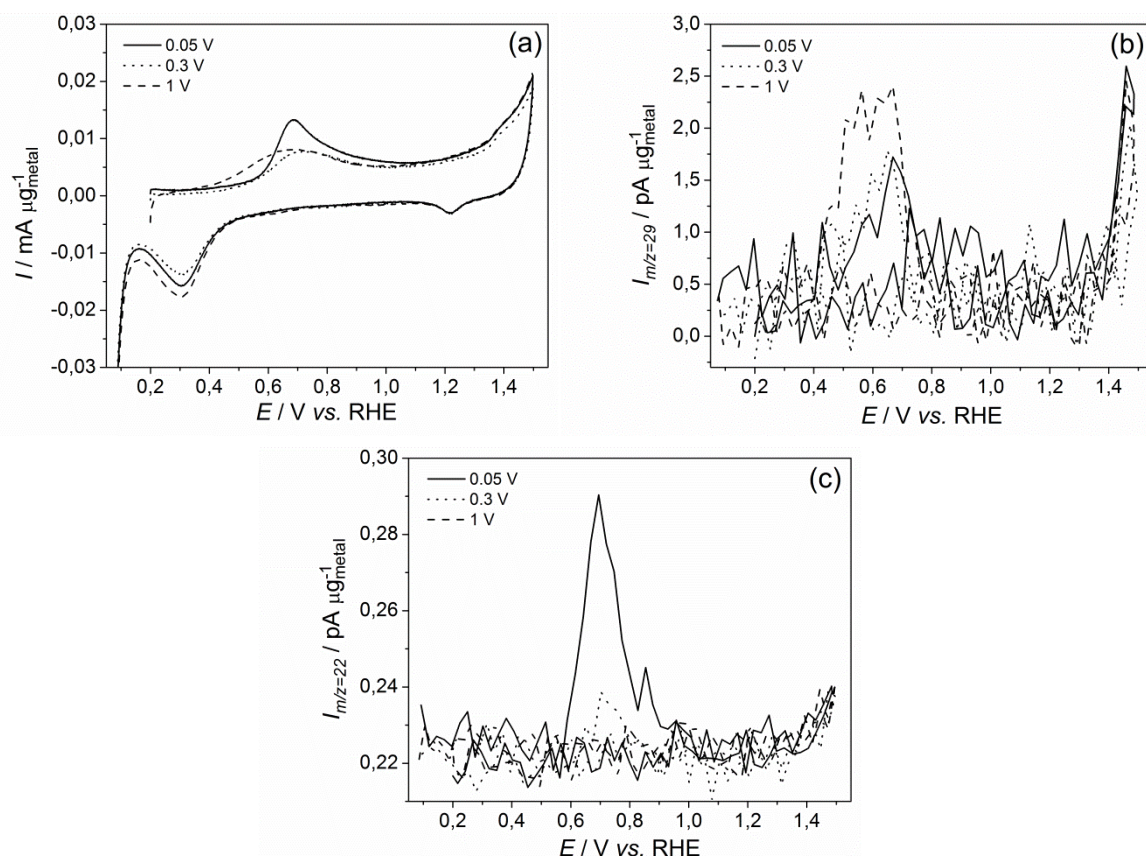 (a)
0.05 V
0.3 V
1 V
0,03
0,02
0,01
0,00
-0,01
-0,02
-0,03
I / mA μg⁻¹metal
0,2 0,4 0,6 0,8 1,0 1,2 1,4
E / V vs. RHE
(b)
0.05 V
0.3 V
1 V
3,0
2,5
2,0
1,5
1,0
0,5
0,0
I m/z=29 / pA μg⁻¹metal
0,2 0,4 0,6 0,8 1,0 1,2 1,4
E / V vs. RHE
(c)
0.05 V
0.3 V
1 V
0,30
0,28
0,26
0,24
0,22
I m/z=22 / pA μg⁻¹metal
0,2 0,4 0,6 0,8 1,0 1,2 1,4
E / V vs. RHE